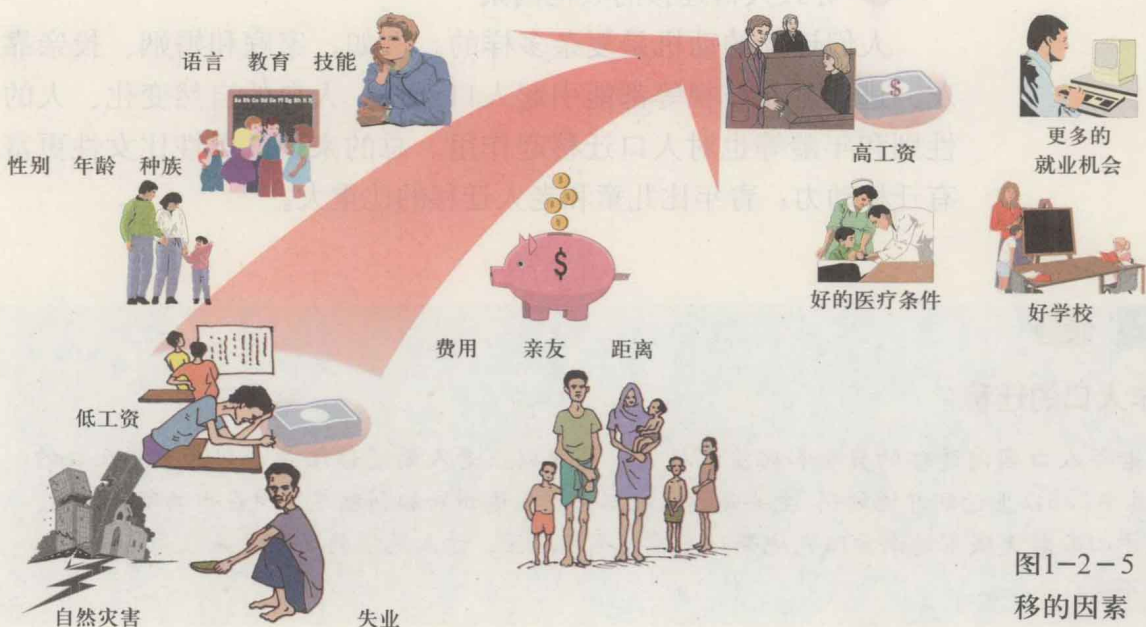 语言 教育 技能
性别 年龄 种族
高工资
更多的
就业机会
好的医疗条件
好学校
$
$
费用 亲友 距离
低工资
自然灾害
失业
图1-2-5
移的因素